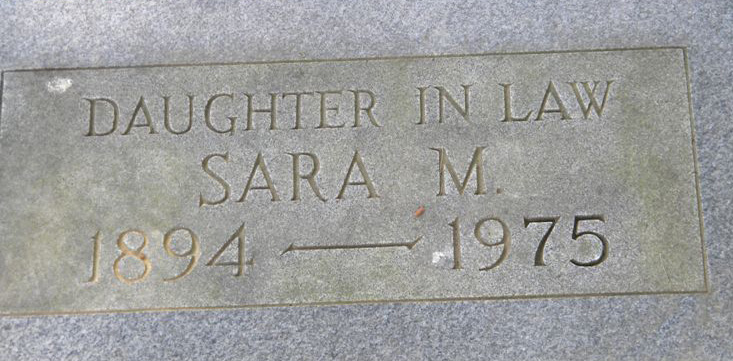 DAUGHTER IN LAW
SARA M.
1894 — 1975